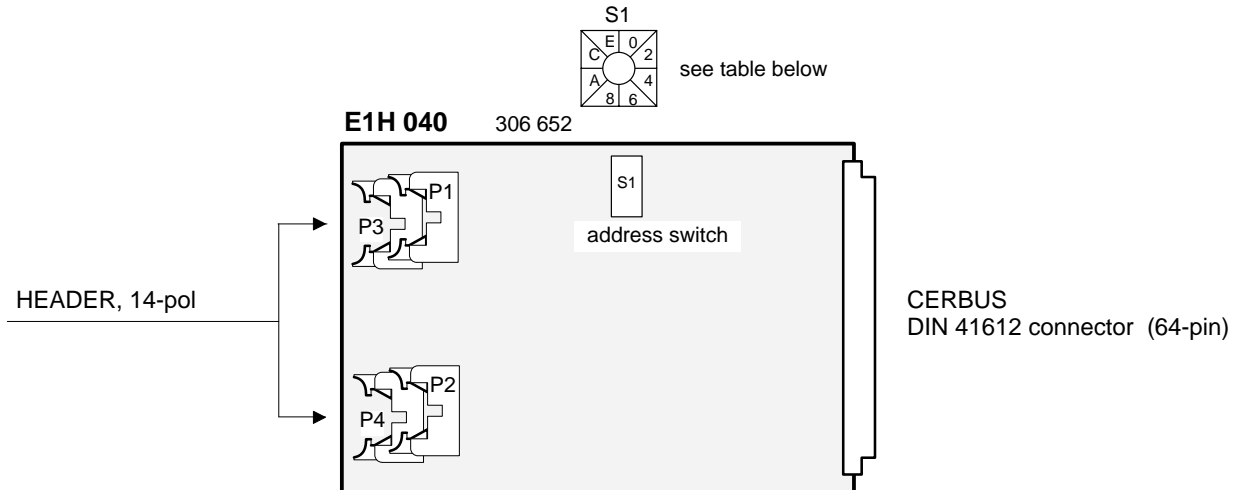 S1
E 0
C 2
A 4
8 6
see table below
E1H 040 306 652
P1
S1
P3
address switch
HEADER, 14-pol
CERBUS
DIN 41612 connector (64-pin)
P2
P4